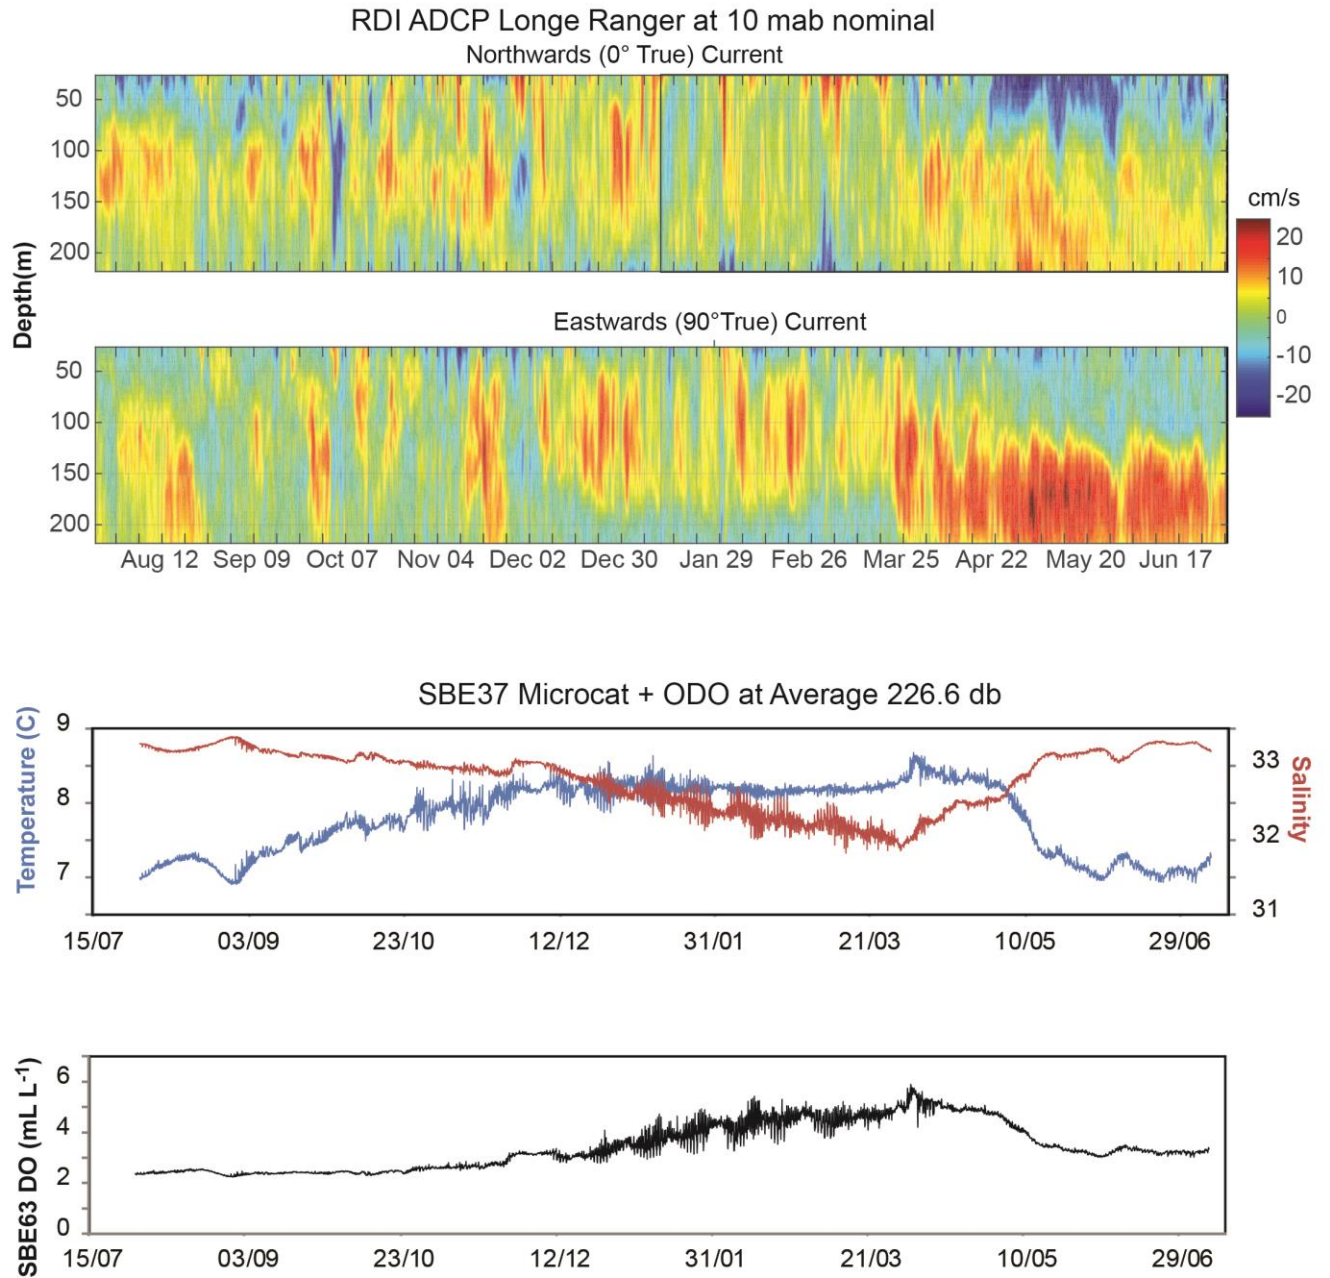 RDI ADCP Longe Ranger at 10 mab nominal
Northwards (0° True) Current
50
100
150
200
Depth(m)
cm/s
20
10
0
-10
-20
Eastwards (90°True) Current
50
100
150
200
Aug 12 Sep 09 Oct 07 Nov 04 Dec 02 Dec 30 Jan 29 Feb 26 Mar 25 Apr 22 May 20 Jun 17
SBE37 Microcat + ODO at Average 226.6 db
Temperature (C)
9
8
7
33
32
31
Salinity
15/07 03/09 23/10 12/12 31/01 21/03 10/05 29/06
SBE63 DO (mL L-1)
6
4
2
0
15/07 03/09 23/10 12/12 31/01 21/03 10/05 29/06